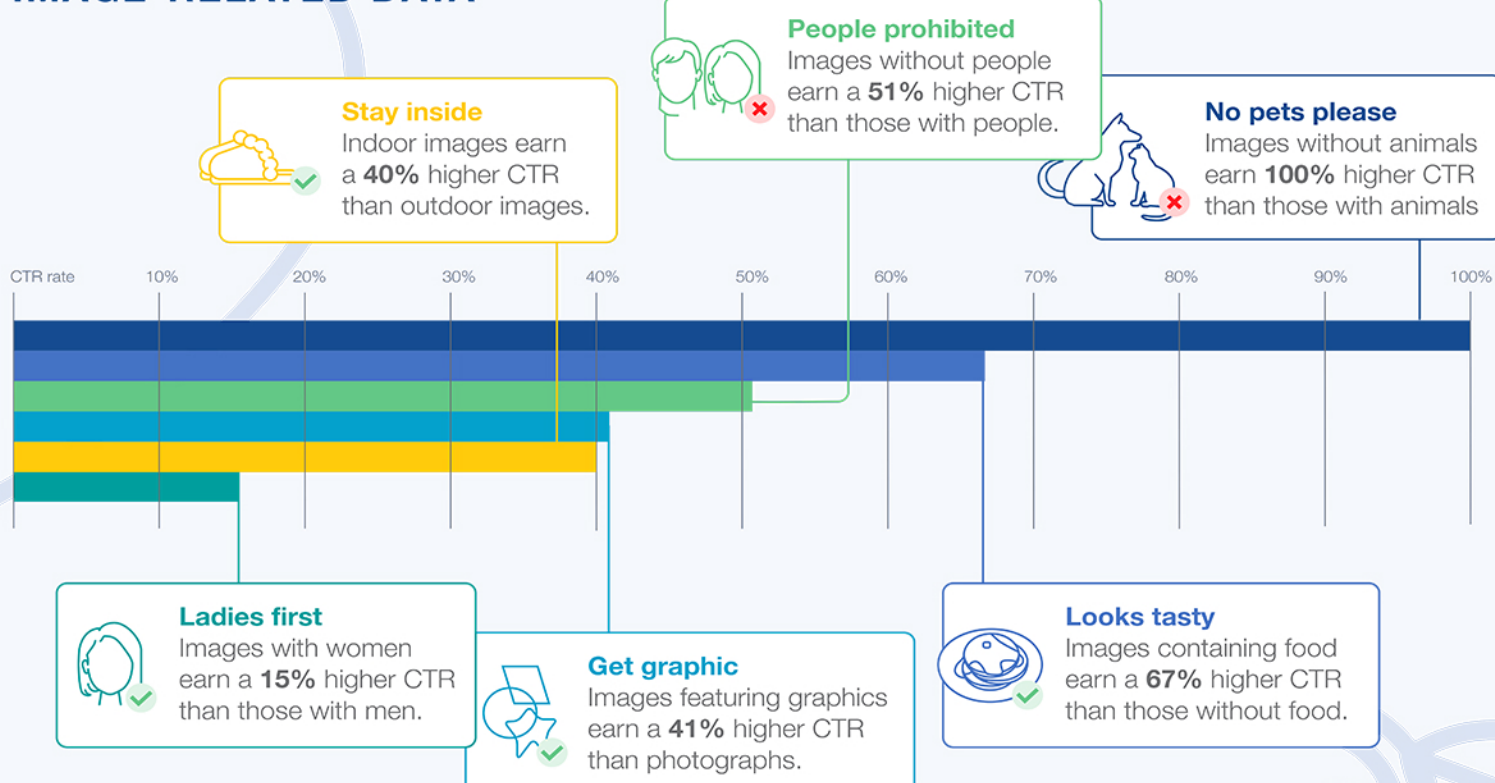 IMAGE-RELATED DATA
People prohibited
Images without people
earn a 51% higher CTR
than those with people.
Stay inside
Indoor images earn
a 40% higher CTR
than outdoor images.
No pets please
Images without animals
earn 100% higher CTR
than those with animals
CTR rate 10% 20% 30% 40% 50% 60% 70% 80% 90% 100%
Ladies first
Images with women
earn a 15% higher CTR
than those with men.
Get graphic
Images featuring graphics
earn a 41% higher CTR
than photographs.
Looks tasty
Images containing food
earn a 67% higher CTR
than those without food.